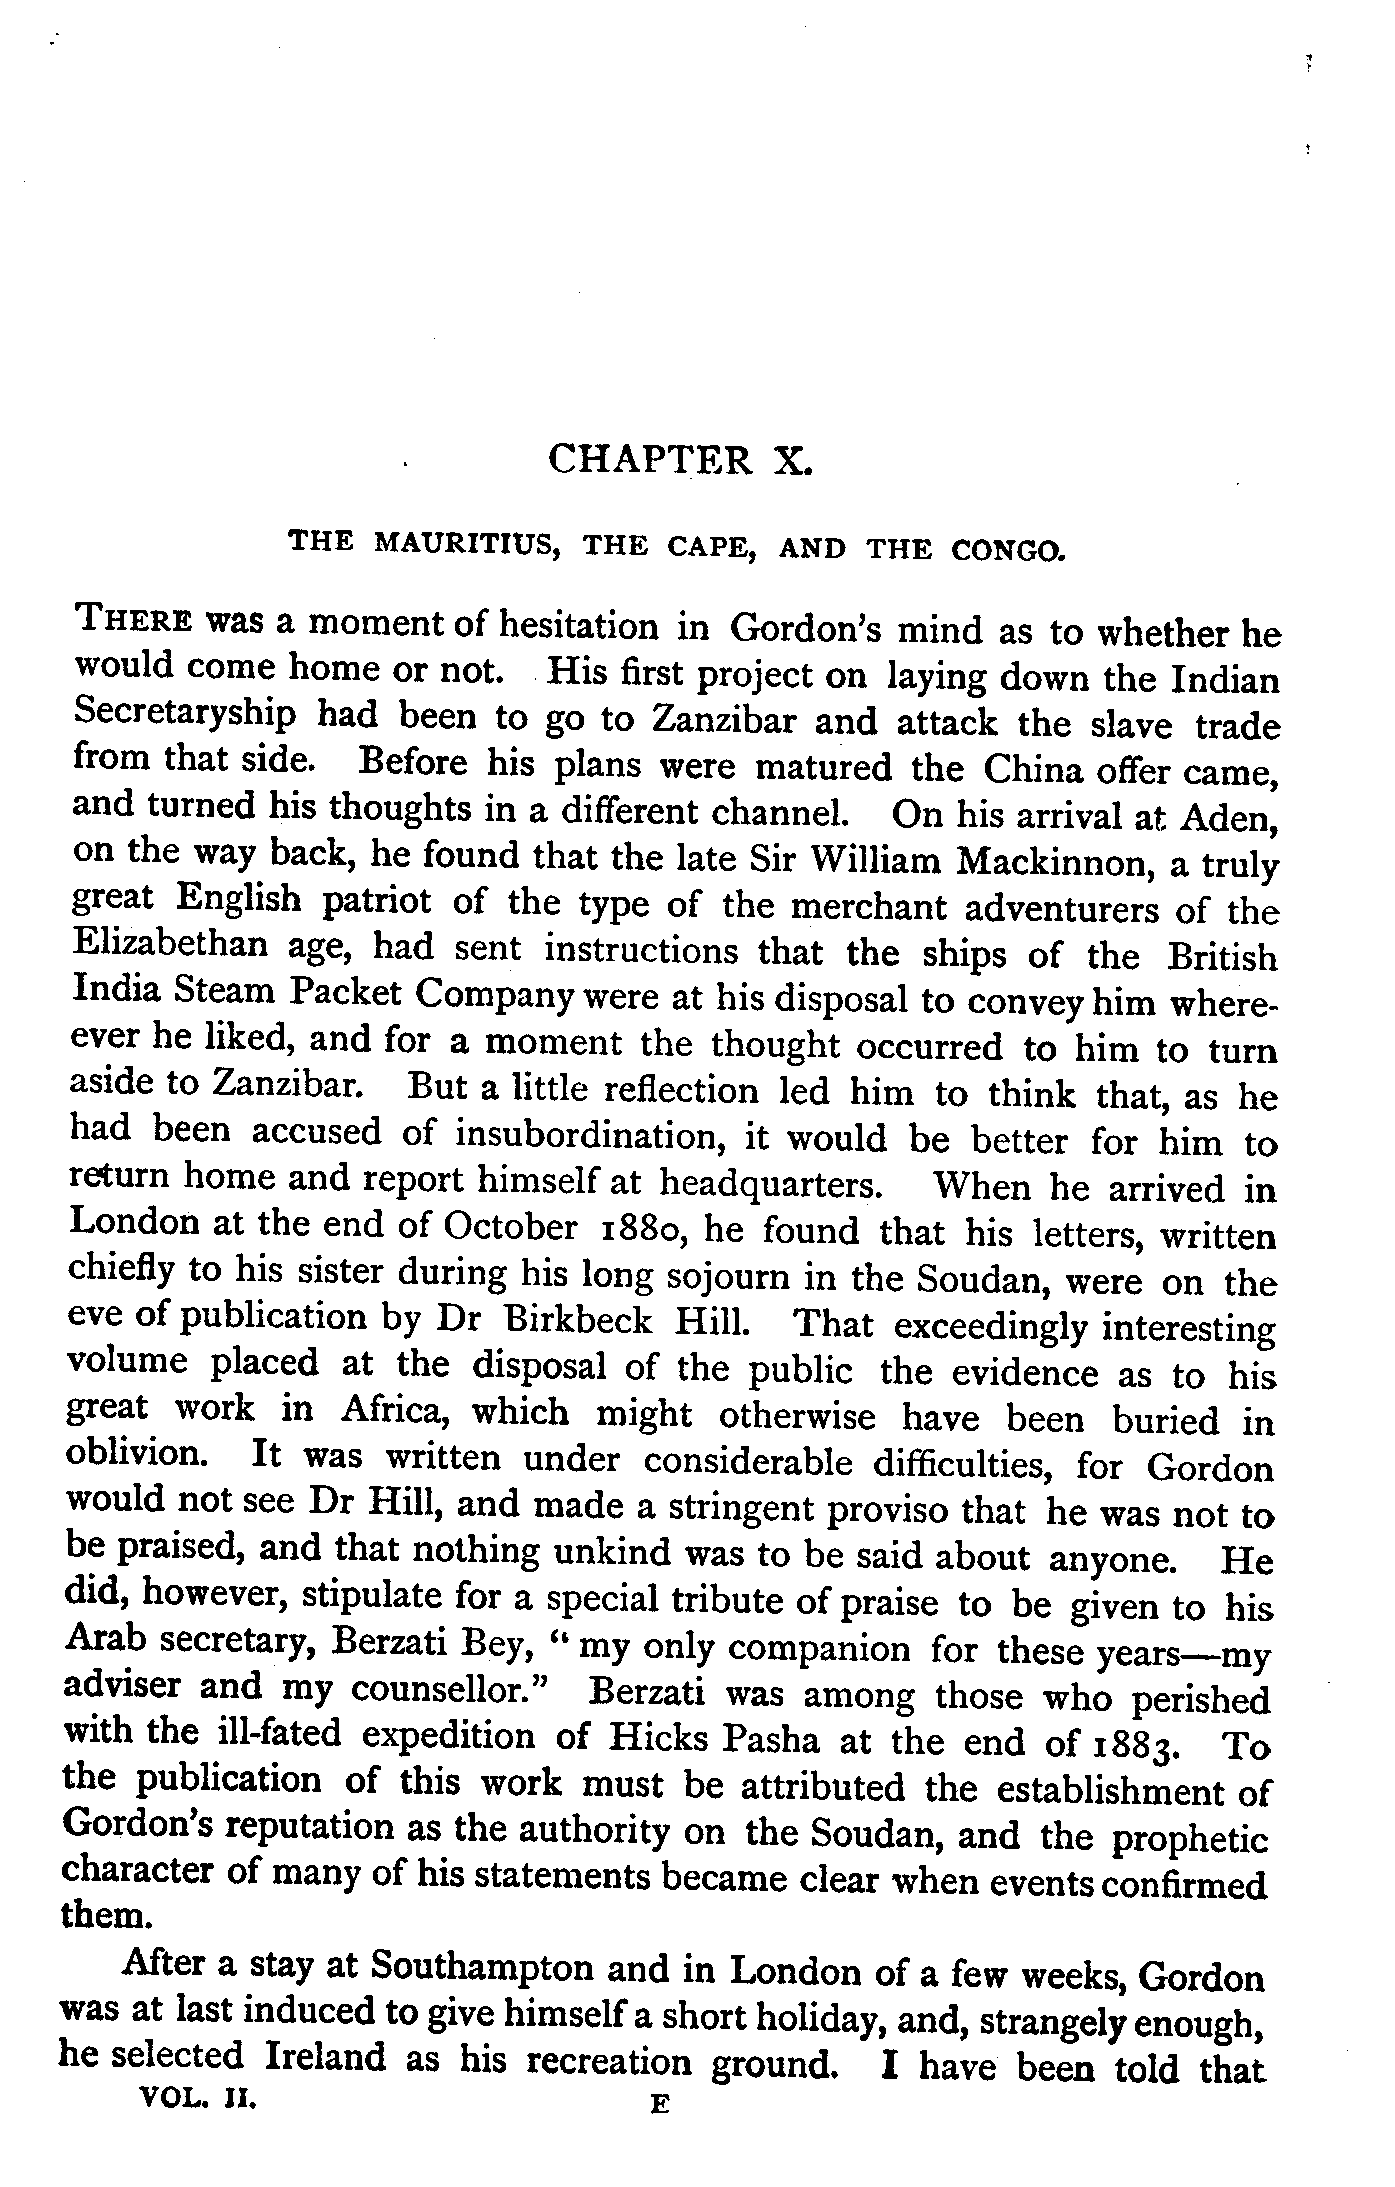 CHAPTER X.
THE MAURITIUS, THE CAPE, AND THE CONGO.
THERE was a moment of hesitation in Gordon's mind as to whether he
would come home or not. His first project on laying down the Indian
Secretaryship had been to go to Zanzibar and attack the slave trade
from that side. Before his plans were matured the China offer came,
and turned his thoughts in a different channel. On his arrival at Aden,
on the way back, he found that the late Sir William Mackinnon, a truly
great English patriot of the type of the merchant adventurers of the
Elizabethan age, had sent instructions that the ships of the British
India Steam Packet Company were at his disposal to convey him where-
ever he liked, and for a moment the thought occurred to him to turn
aside to Zanzibar. But a little reflection led him to think that, as he
had been accused of insubordination, it would be better for him to
return home and report himself at headquarters. When he arrived in
London at the end of October 1880, he found that his letters, written
chiefly to his sister during his long sojourn in the Soudan, were on the
eve of publication by Dr Birkbeck Hill. That exceedingly interesting
volume placed at the disposal of the public the evidence as to his
great work in Africa, which might otherwise have been buried in
oblivion. It was written under considerable difficulties, for Gordon
would not see Dr Hill, and made a stringent proviso that he was not to
be praised, and that nothing unkind was to be said about anyone. He
did, however, stipulate for a special tribute of praise to be given to his
Arab secretary, Berzati Bey, "my only companion for these years—my
adviser and my counsellor." Berzati was among those who perished
with the ill-fated expedition of Hicks Pasha at the end of 1883. To
the publication of this work must be attributed the establishment of
Gordon's reputation as the authority on the Soudan, and the prophetic
character of many of his statements became clear when events confirmed
them.
After a stay at Southampton and in London of a few weeks, Gordon
was at last induced to give himself a short holiday, and, strangely enough,
he selected Ireland as his recreation ground. I have been told that
VOL. II. E